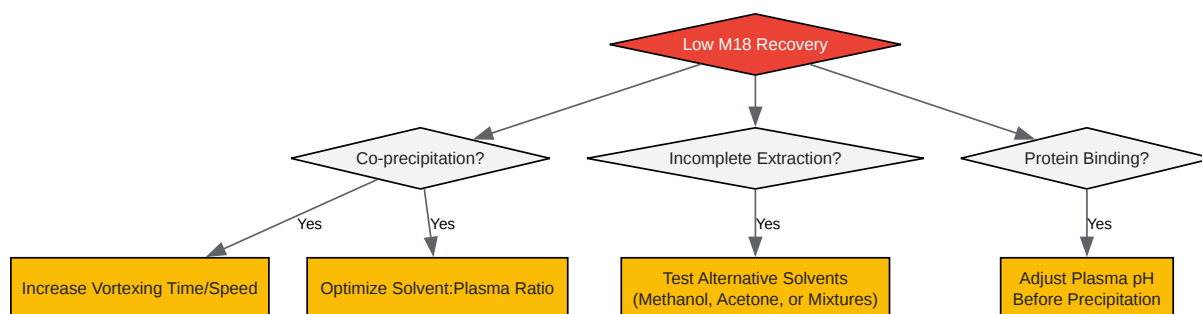 Low M18 Recovery
Co-precipitation?
Incomplete Extraction?
Protein Binding?
Yes
Yes
Yes
Yes
Increase Vortexing Time/Speed
Optimize Solvent:Plasma Ratio
Test Alternative Solvents
(Methanol, Acetone, or Mixtures)
Adjust Plasma pH
Before Precipitation